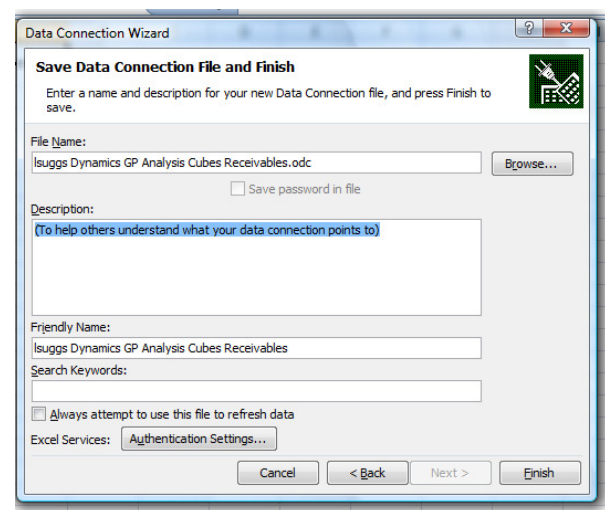 Data Connection Wizard
Save Data Connection File and Finish
Enter a name and description for your new Data Connection file, and press Finish to
save.
File Name:
lsuggs Dynamics GP Analysis Cubes Receivables.odc
Browse...
Save password in file
Description:
(To help others understand what your data connection points to)
Friendly Name:
lsuggs Dynamics GP Analysis Cubes Receivables
Search Keywords:
Always attempt to use this file to refresh data
Excel Services: Authentication Settings...
Cancel < Back Next > Finish